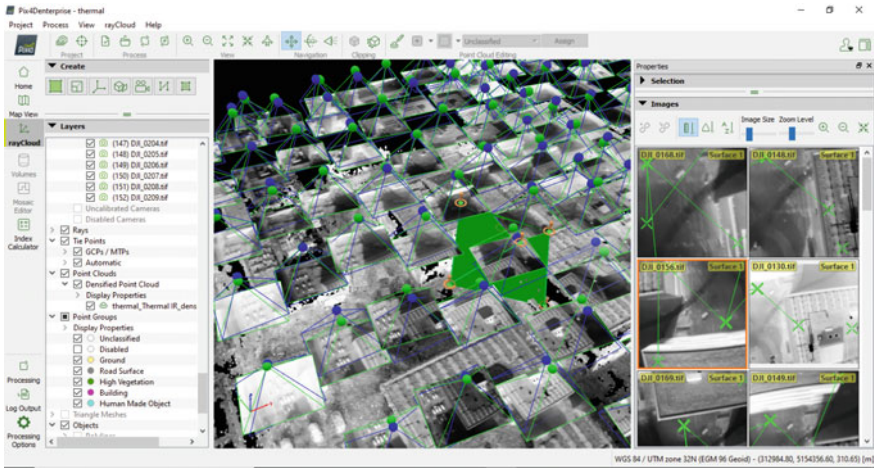 Pix4Denterprise - thermal
Project Process View rayCloud Help
Project
Process
View
Navigation
Clipping
Point Cloud Editing
Unclassified
Assign
Home
Map View
rayCloud
Volumes
Mosaic
Editor
Index
Calculator
Processing
Log Output
Processing
Options
Create
Layers
(147) DJI_0204.tif
(148) DJI_0205.tif
(149) DJI_0206.tif
(150) DJI_0207.tif
(151) DJI_0208.tif
(152) DJI_0209.tif
Uncalibrated Cameras
Disabled Cameras
Rays
Tie Points
GCPs / MTPs
Automatic
Point Clouds
Densified Point Cloud
Display Properties
thermal_Thermal IR_dens
Point Groups
Display Properties
Unclassified
Disabled
Ground
Road Surface
High Vegetation
Building
Human Made Object
Triangle Meshes
Objects
Properties
Selection
Images
Image Size Zoom Level
DJI_0168.tif Surface 1
DJI_0148.tif Surface 1
DJI_0156.tif Surface 1
DJI_0130.tif Surface 1
DJI_0169.tif Surface 1
DJI_0149.tif Surface 1
WGS 84 / UTM zone 32N (EGM 96 Geoid) - (312984.80, 5154356.60, 310.65) [m]